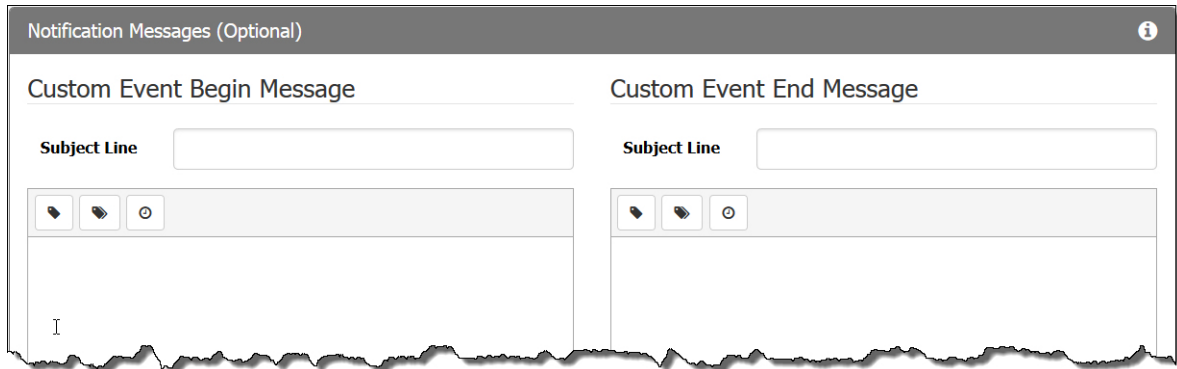 Notification Messages (Optional)
Custom Event Begin Message
Custom Event End Message
Subject Line
Subject Line